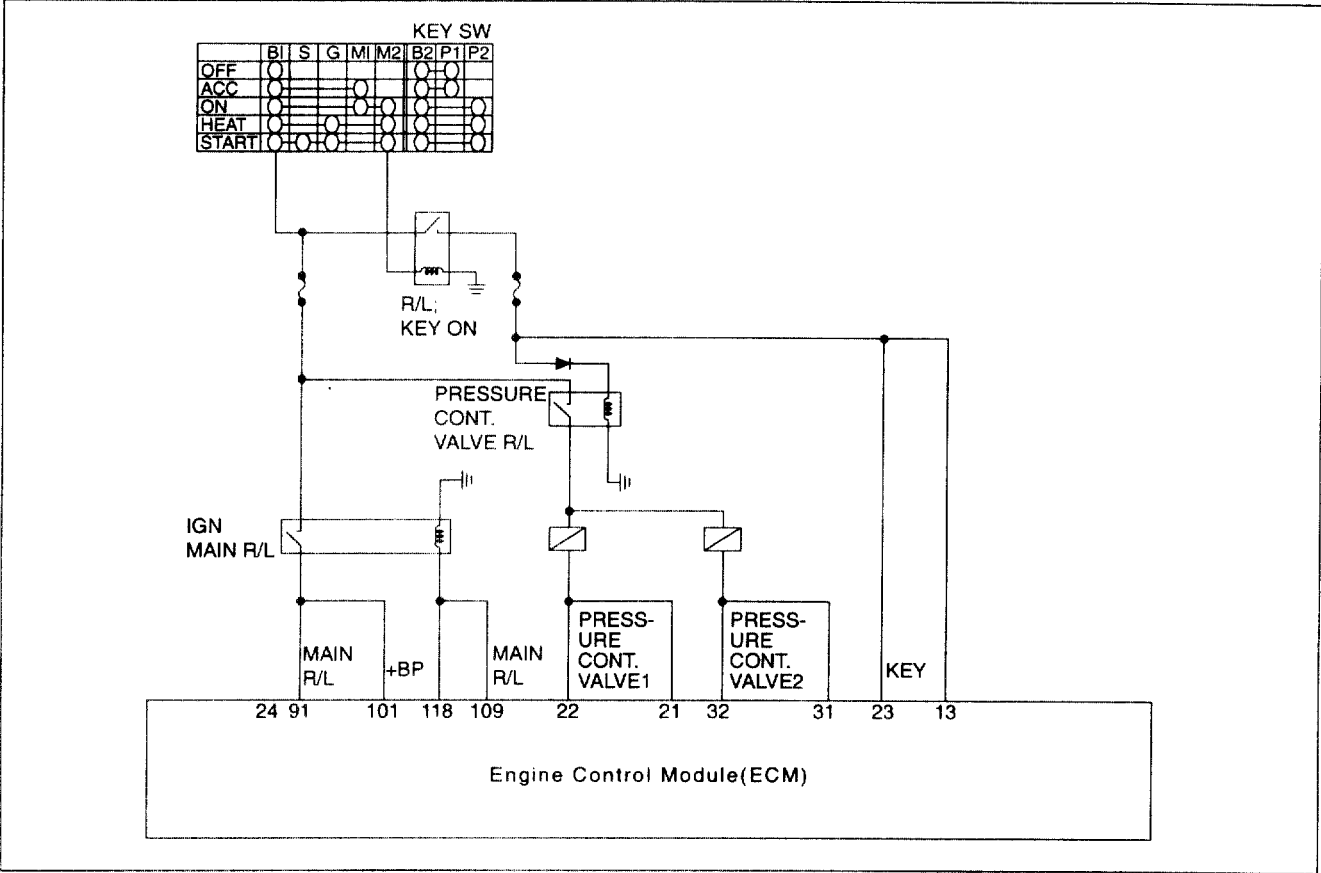 KEY SW
BI S G MI M2 B2 P1 P2
OFF
ACC
ON
HEAT
START
R/L;
KEY ON
PRESSURE
CONT.
VALVE R/L
IGN
MAIN R/L
MAIN
R/L
+BP
MAIN
R/L
PRESS-
URE
CONT.
VALVE1
PRESS-
URE
CONT.
VALVE2
KEY
24 91 101 118 109 22 21 32 31 23 13
Engine Control Module(ECM)